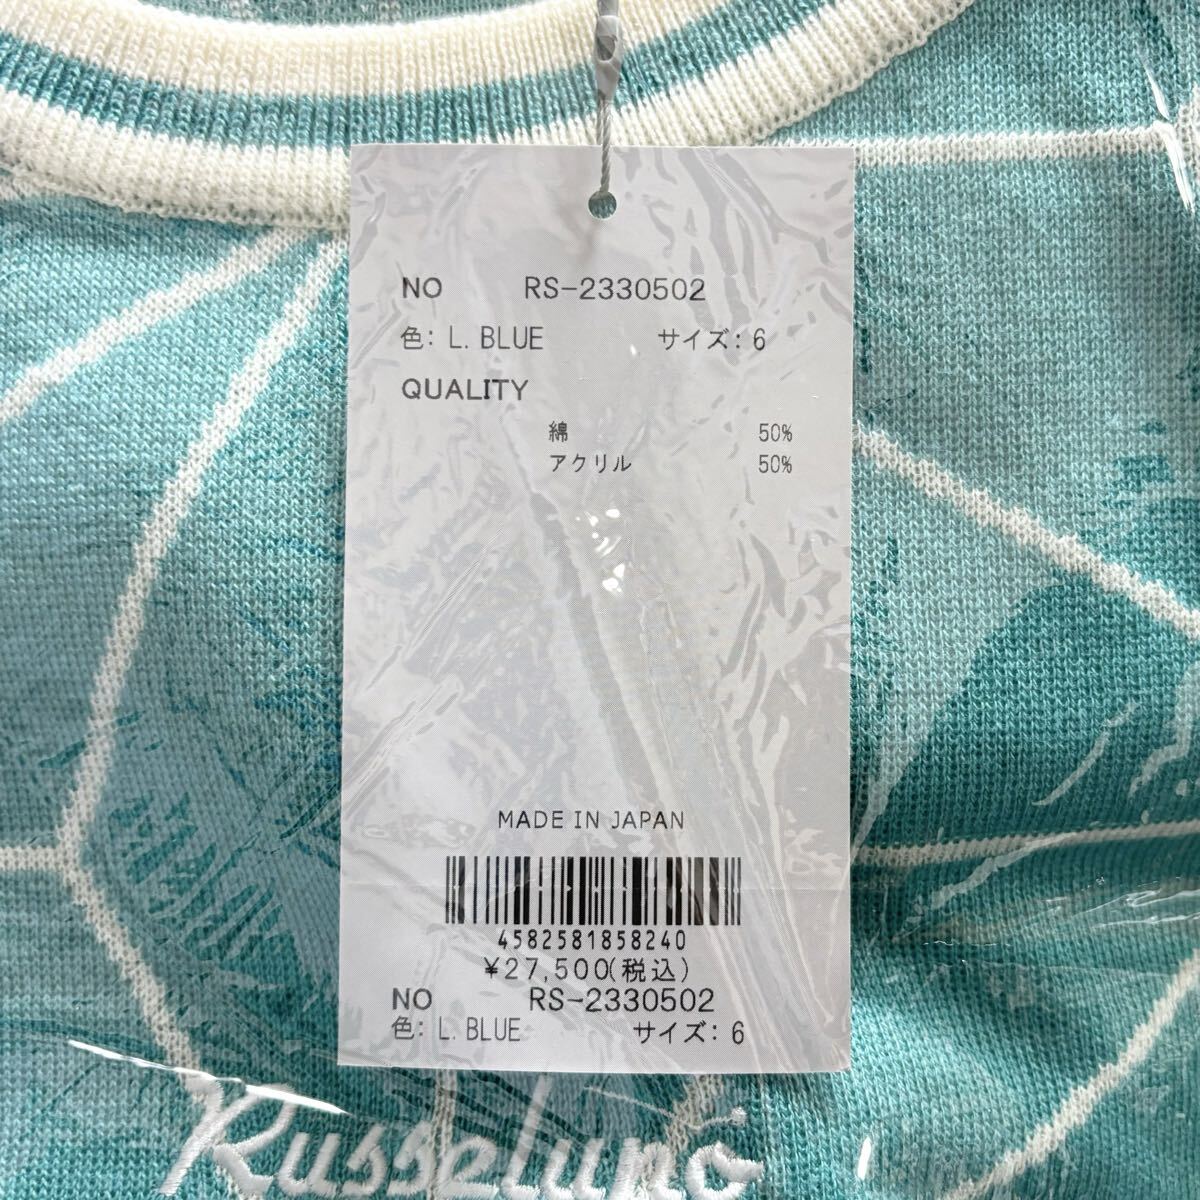 NO RS-2330502
色: L. BLUE サイズ: 6
QUALITY
綿 50%
アクリル 50%
MADE IN JAPAN
4582581858240
¥27,500(税込)
NO RS-2330502
色: L. BLUE サイズ: 6
Russeluno